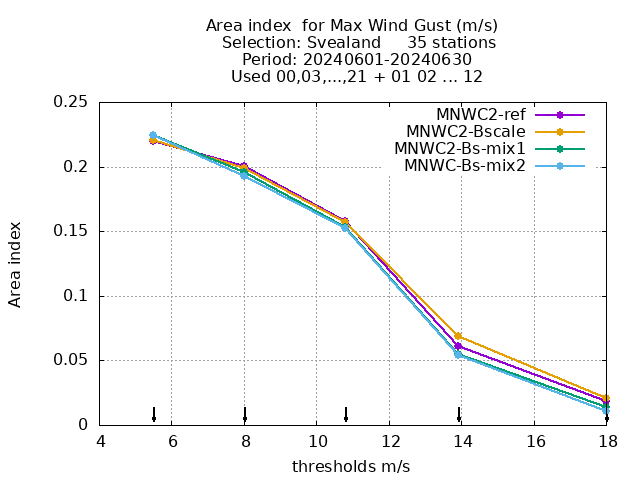 Area index  for Max Wind Gust (m/s)
Selection: Svealand     35 stations
Period: 20240601-20240630
Used 00,03,...,21 + 01 02 ... 12
MNWC2-ref
MNWC2-Bscale
MNWC2-Bs-mix1
MNWC-Bs-mix2
0.25
0.2
0.15
0.1
0.05
0
Area index
4 6 8 10 12 14 16 18
thresholds m/s